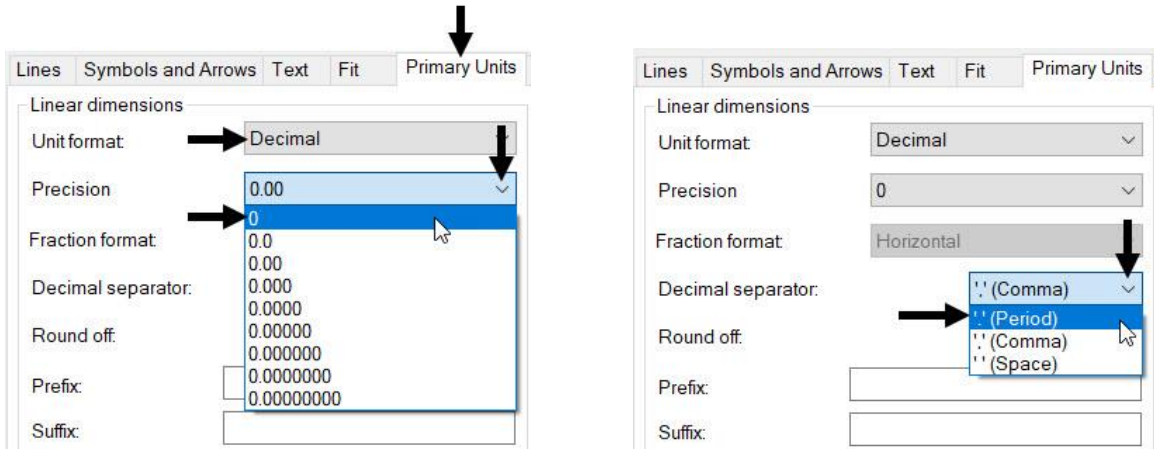 Lines Symbols and Arrows Text Fit Primary Units
Linear dimensions
Unit format: Decimal
Precision 0.00
0
Fraction format:
0.0
0.00
Decimal separator: 0.000
0.0000
Round off: 0.00000
0.000000
0.0000000
Prefix:
0.00000000
Suffix:
Lines Symbols and Arrows Text Fit Primary Units
Linear dimensions
Unit format: Decimal
Precision 0
Fraction format: Horizontal
Decimal separator: ',' (Comma)
'.' (Period)
Round off: ',' (Comma)
' ' (Space)
Prefix:
Suffix: